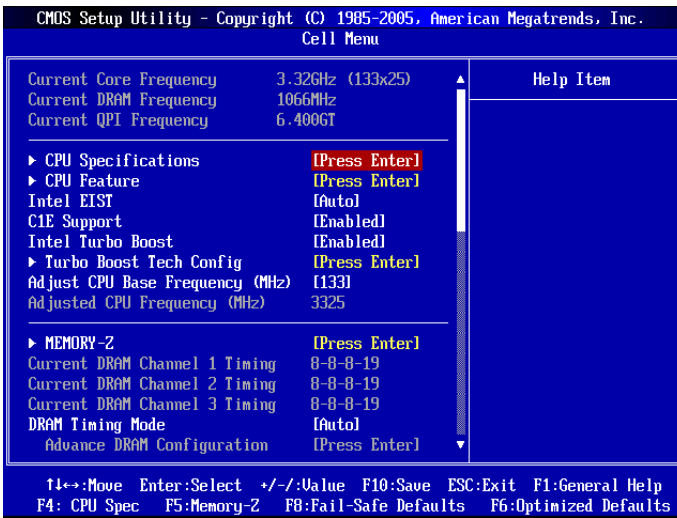 CMOS Setup Utility - Copyright (C) 1985-2005, American Megatrends, Inc.
Cell Menu
Current Core Frequency 3.32GHz (133x25)
Help Item
Current DRAM Frequency 1066MHz
Current QPI Frequency 6.400GT
▶ CPU Specifications [Press Enter]
▶ CPU Feature [Press Enter]
Intel EIST [Auto]
C1E Support [Enabled]
Intel Turbo Boost [Enabled]
▶ Turbo Boost Tech Config [Press Enter]
Adjust CPU Base Frequency (MHz) [133]
Adjusted CPU Frequency (MHz) 3325
▶ MEMORY-Z [Press Enter]
Current DRAM Channel 1 Timing 8-8-8-19
Current DRAM Channel 2 Timing 8-8-8-19
Current DRAM Channel 3 Timing 8-8-8-19
DRAM Timing Mode [Auto]
Advance DRAM Configuration [Press Enter]
↑↓↔:Move Enter:Select +/-/:Value F10:Save ESC:Exit F1:General Help
F4: CPU Spec F5:Memory-Z F8:Fail-Safe Defaults F6:Optimized Defaults